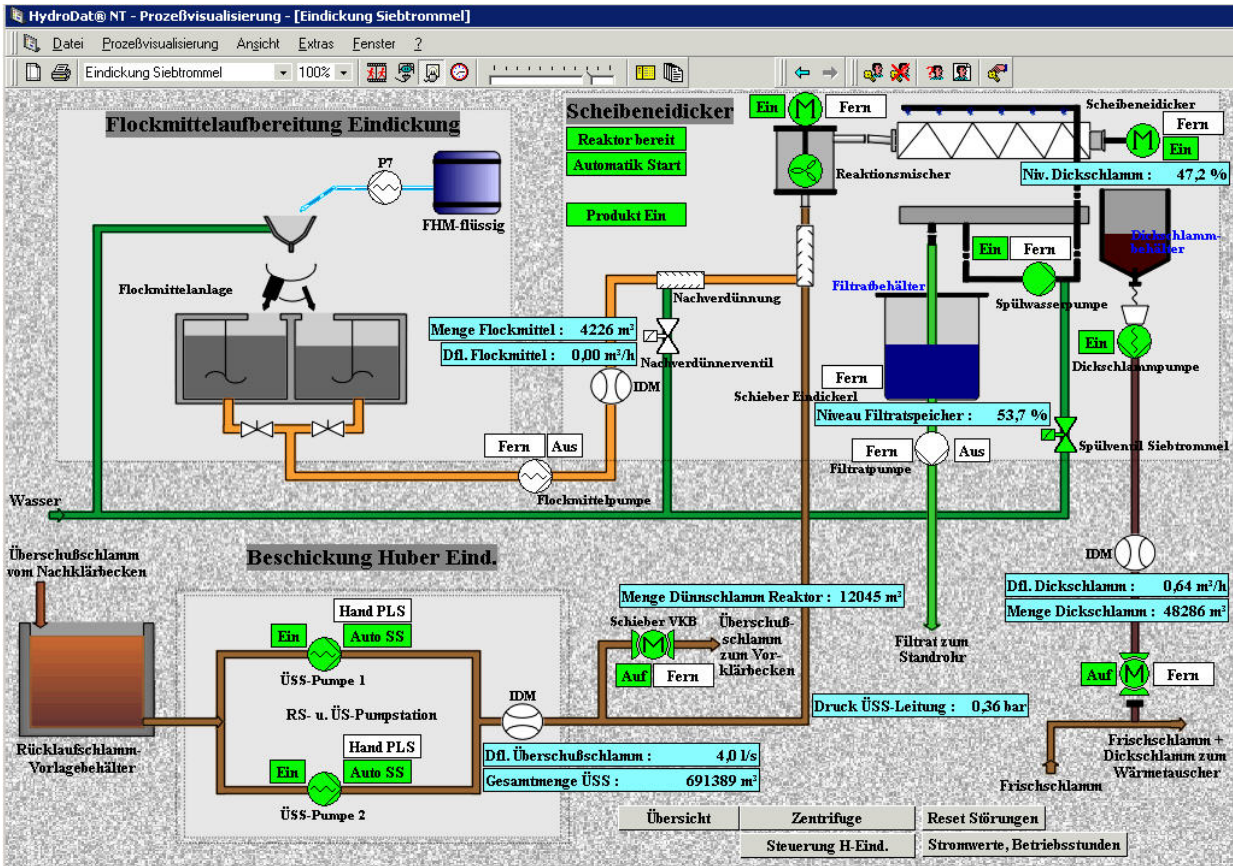 HydroDat® NT - Prozeßvisualisierung - [Eindickung Siebtrommel]
Datei Prozeßvisualisierung Ansicht Extras Fenster ?
Eindickung Siebtrommel 100%
Flockmittelaufbereitung Eindickung
P7
FHM-flüssig
Flockmittelanlage
Scheibeneidicker
Reaktor bereit
Automatik Start
Produkt Ein
Ein M Fern
Reaktionsmischer
Scheibeneidicker
Fern
M Ein
Niv. Dickschlamm : 47,2 %
Dickschlamm-
behälter
Ein Fern
Spülwasserpumpe
Filtratbehälter
Nachverdünnung
Menge Flockmittel : 4226 m³
Dfl. Flockmittel : 0,00 m³/h
Nachverdünnerventil
IDM
Fern
Schieber Eindickerl
Niveau Filtratspeicher : 53,7 %
Ein
Dickschlammpumpe
Fern Aus
Filtratpumpe
Spülventil Siebtrommel
Fern Aus
Flockmittelpumpe
Wasser
Überschußschlamm
vom Nachklärbecken
Beschickung Huber Eind.
Hand PLS
Ein Auto SS
ÜSS-Pumpe 1
RS- u. ÜS-Pumpstation
Hand PLS
Ein Auto SS
ÜSS-Pumpe 2
Rücklaufschlamm-
Vorlagebehälter
IDM
Dfl. Überschußschlamm : 4,0 l/s
Gesamtmenge ÜSS : 691389 m³
Menge Dünnschlamm Reaktor : 12045 m³
Schieber VKB
M
Auf Fern
Überschuß-
schlamm
zum Vor-
klärbecken
Druck ÜSS-Leitung : 0,36 bar
Filtrat zum
Standrohr
IDM
Dfl. Dickschlamm : 0,64 m³/h
Menge Dickschlamm : 48286 m³
Auf M Fern
Frischschlamm +
Dickschlamm zum
Wärmetauscher
Frischschlamm
Übersicht Zentrifuge Reset Störungen
Steuerung H-Eind. Stromwerte, Betriebsstunden